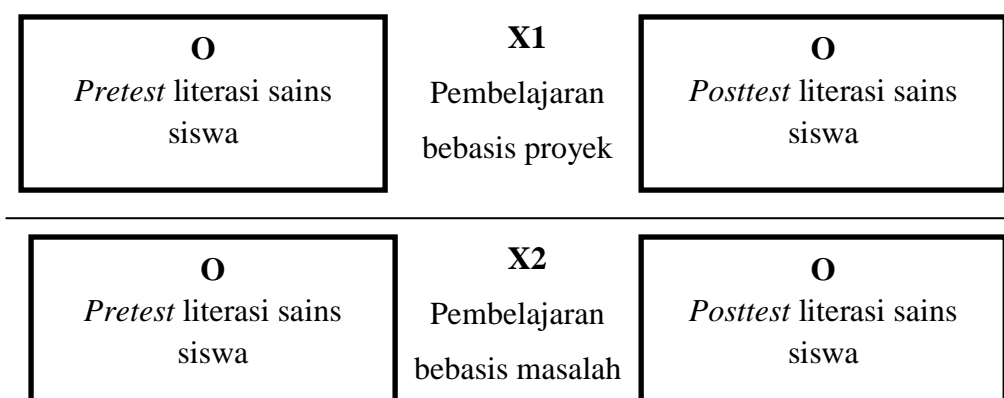 O
Pretest literasi sains
siswa
X1
Pembelajaran
bebasis proyek
O
Posttest literasi sains
siswa
O
Pretest literasi sains
siswa
X2
Pembelajaran
bebasis masalah
O
Posttest literasi sains
siswa